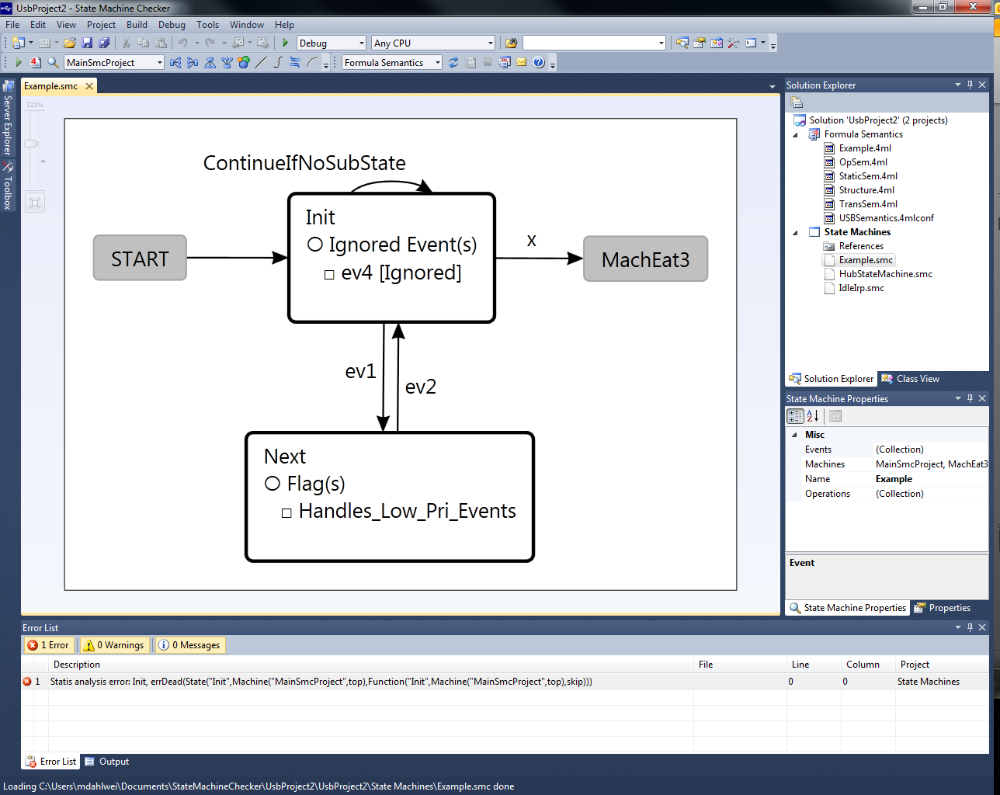 UsbProject2 - State Machine Checker
File Edit View Project Build Debug Tools Window Help
Debug Any CPU
MainSmcProject Formula Semantics
Server Explorer
Toolbox
Example.smc
221%
ContinueIfNoSubState
Init
Ignored Event(s)
ev4 [Ignored]
START
x
MachEat3
ev1
ev2
Next
Flag(s)
Handles_Low_Pri_Events
Solution Explorer
Solution 'UsbProject2' (2 projects)
Formula Semantics
Example.4ml
OpSem.4ml
StaticSem.4ml
Structure.4ml
TransSem.4ml
USBSemantics.4mlconf
State Machines
References
Example.smc
HubStateMachine.smc
IdleIrp.smc
Solution Explorer Class View
State Machine Properties
Misc
Events (Collection)
Machines MainSmcProject, MachEat3
Name Example
Operations (Collection)
Event
State Machine Properties Properties
Error List
1 Error 0 Warnings 0 Messages
Description File Line Column Project
1 Statis analysis error: Init, errDead(State("Init",Machine("MainSmcProject",top),Function("Init",Machine("MainSmcProject",top),skip))) 0 0 State Machines
Error List Output
Loading C:\Users\mdahlwei\Documents\StateMachineChecker\UsbProject2\UsbProject2\State Machines\Example.smc done